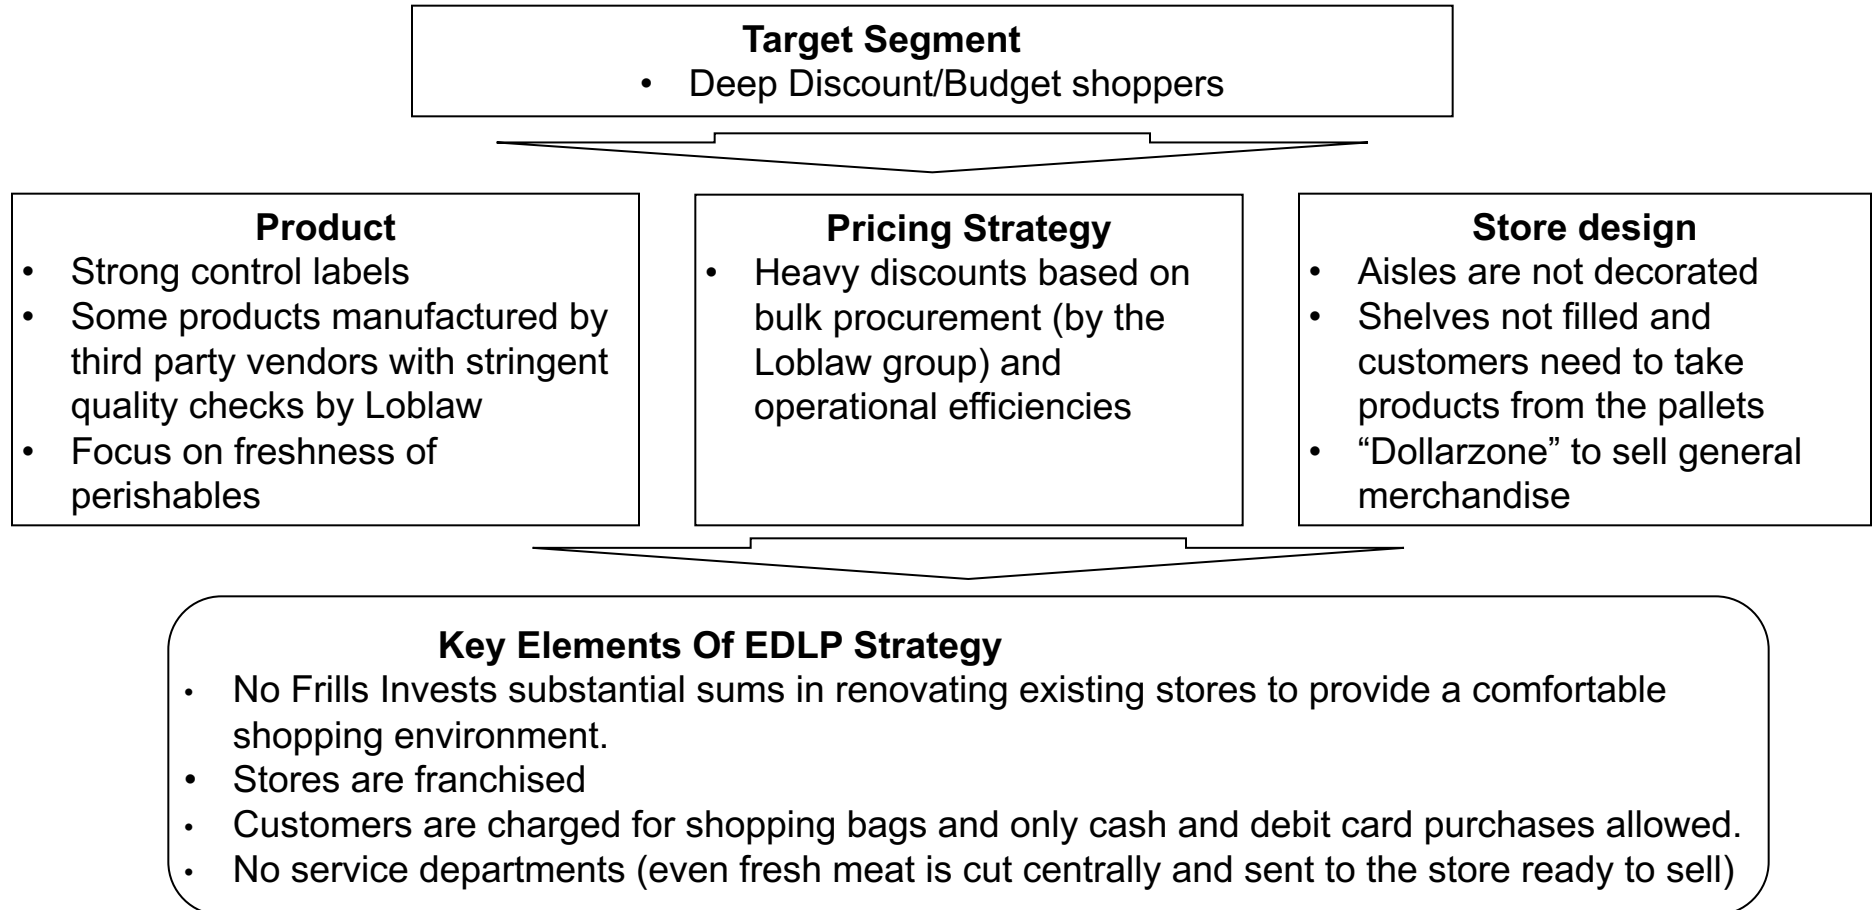 Target Segment
• Deep Discount/Budget shoppers
Product
• Strong control labels
• Some products manufactured by
third party vendors with stringent
quality checks by Loblaw
• Focus on freshness of
perishables
Pricing Strategy
• Heavy discounts based on
bulk procurement (by the
Loblaw group) and
operational efficiencies
Store design
• Aisles are not decorated
• Shelves not filled and
customers need to take
products from the pallets
• “Dollarzone” to sell general
merchandise
Key Elements Of EDLP Strategy
• No Frills Invests substantial sums in renovating existing stores to provide a comfortable
shopping environment.
• Stores are franchised
• Customers are charged for shopping bags and only cash and debit card purchases allowed.
• No service departments (even fresh meat is cut centrally and sent to the store ready to sell)